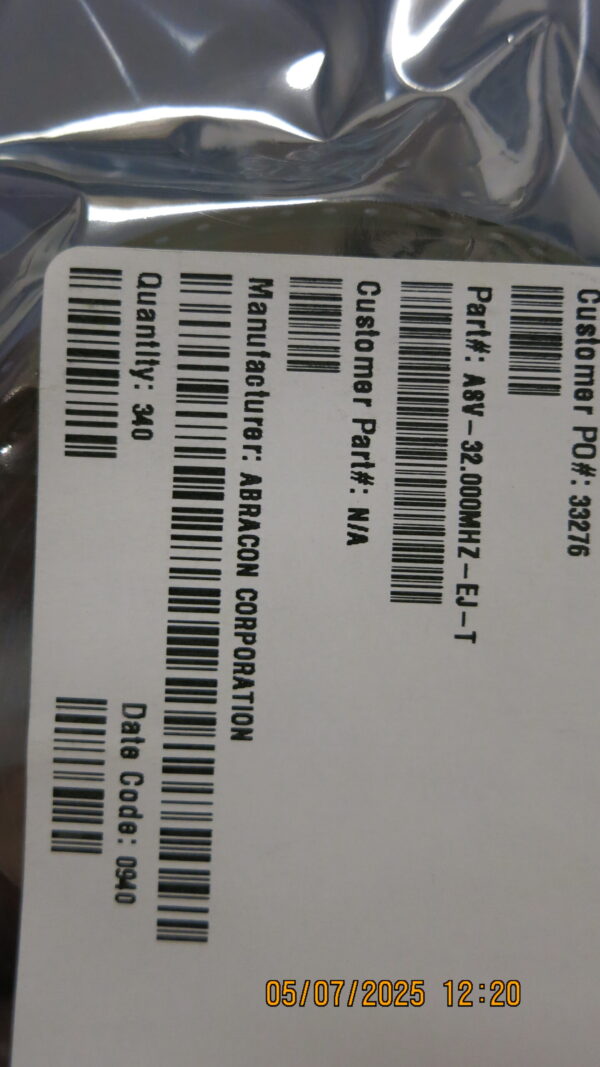 Customer PO#: 33276
Part#: ASV-32.000MHZ-EJ-T
Customer Part#: N/A
Manufacturer: ABRACON CORPORATION
Quantity: 340
Date Code: 0940
05/07/2025 12:20